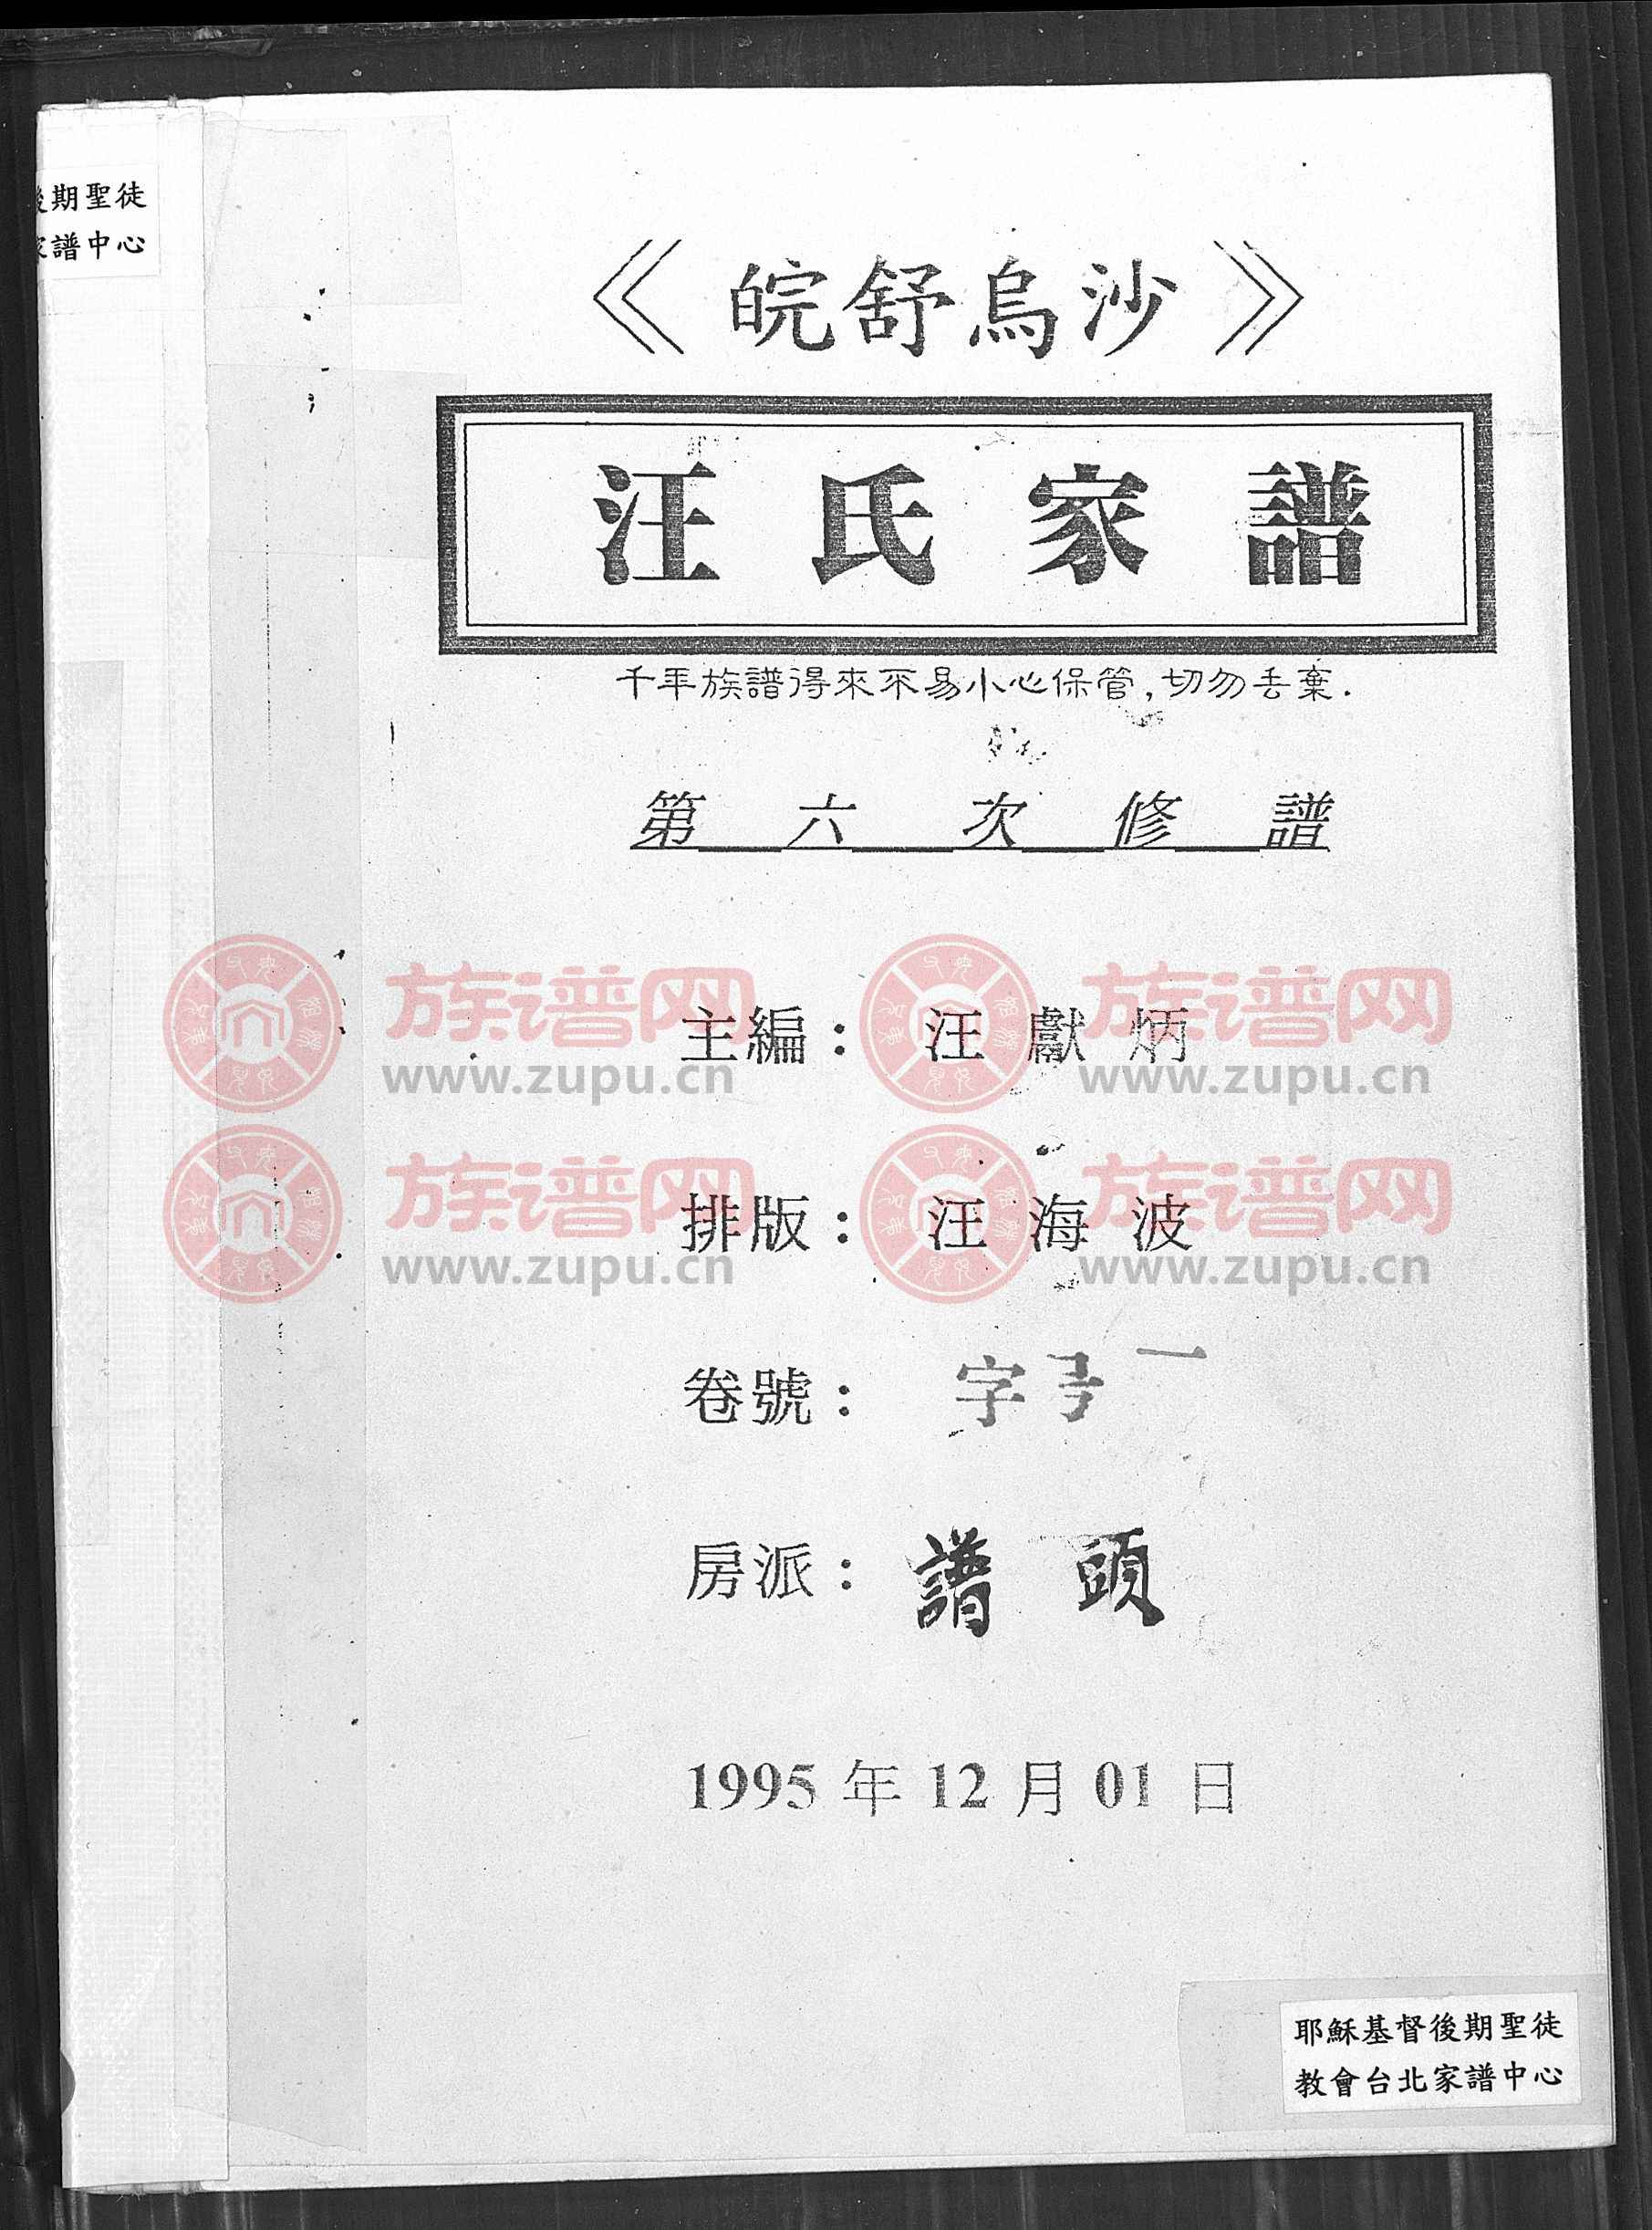 期聖徒
譜中心
《皖舒烏沙》
汪氏家譜
千年族譜得來不易小心保管,切勿丢棄.
第六次修譜
主編：汪獻炳
排版：汪海波
卷號：字号一
房派：譜頭
1995年12月01日
耶穌基督後期聖徒
教會台北家譜中心
族谱网
www.zupu.cn
族谱网
www.zupu.cn
族谱网
www.zupu.cn
族谱网
www.zupu.cn